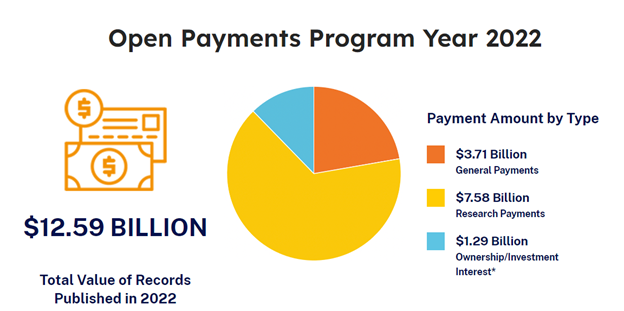 Open Payments Program Year 2022
$
$
$12.59 BILLION
Total Value of Records
Published in 2022
Payment Amount by Type
$3.71 Billion
General Payments
$7.58 Billion
Research Payments
$1.29 Billion
Ownership/Investment
Interest*